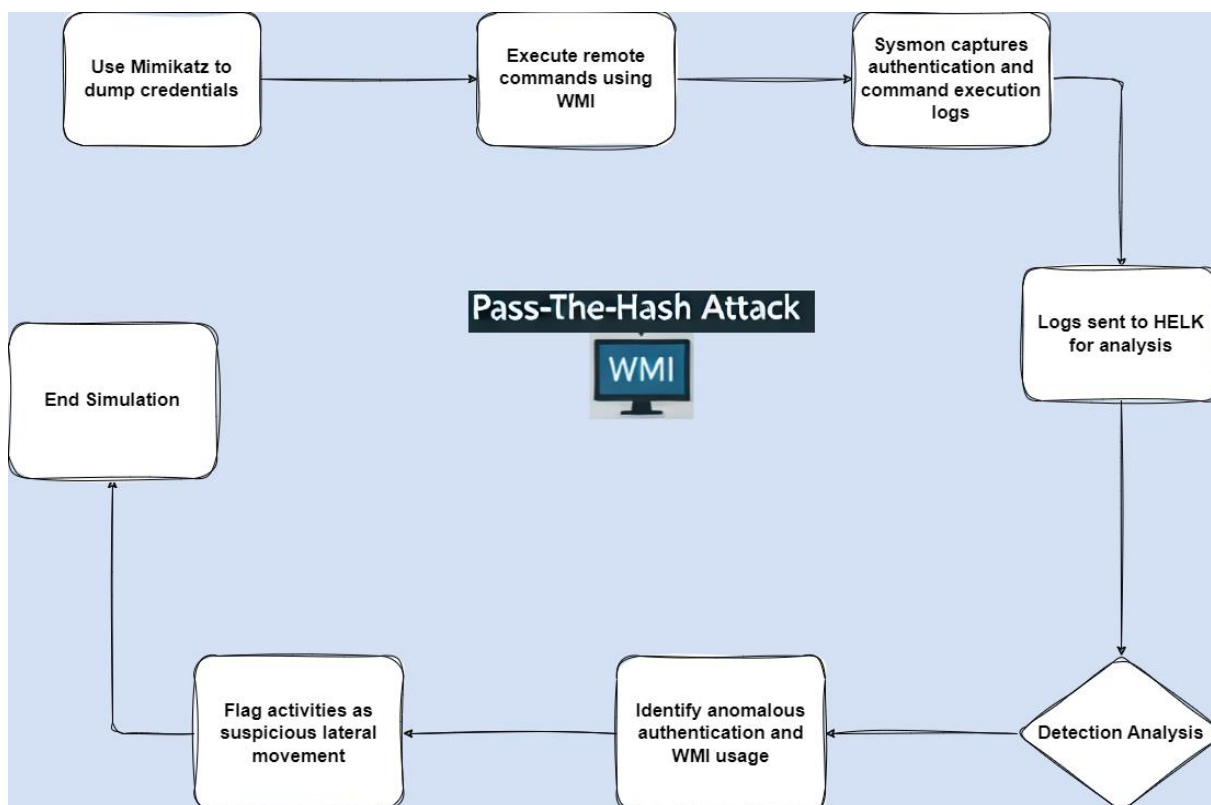 Use Mimikatz to
dump credentials
Execute remote
commands using
WMI
Sysmon captures
authentication and
command execution
logs
Logs sent to HELK
for analysis
Pass-The-Hash Attack
WMI
End Simulation
Flag activities as
suspicious lateral
movement
Identify anomalous
authentication and
WMI usage
Detection Analysis